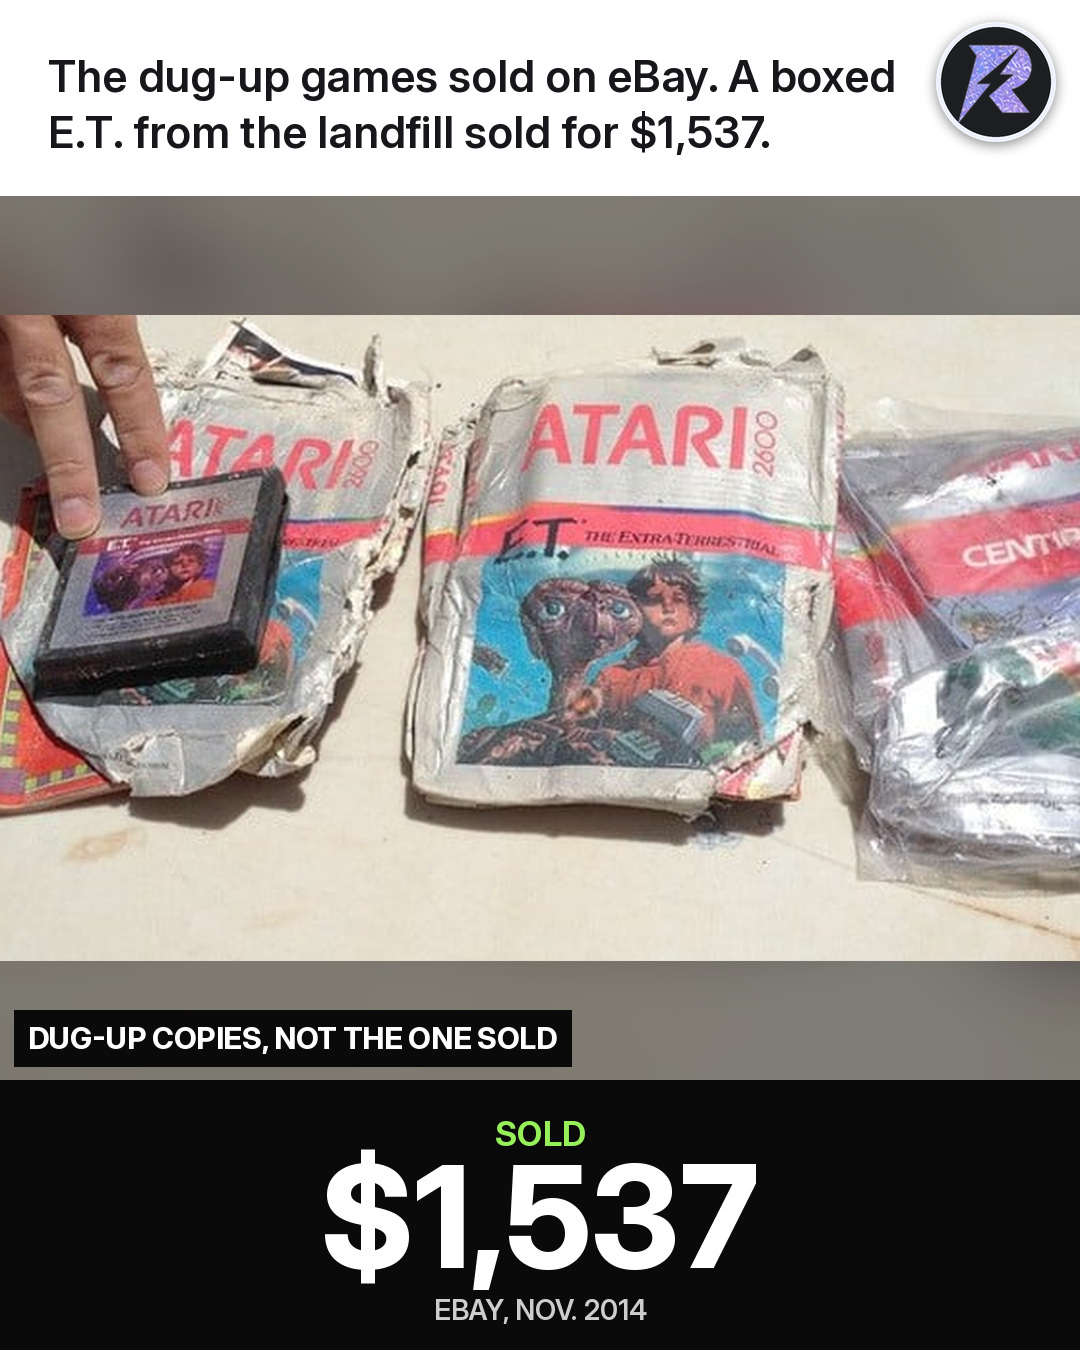 The dug-up games sold on eBay. A boxed
E.T. from the landfill sold for $1,537.
R
ATARI 2600
ATARI
E.T.
ATARI 2600
E.T. THE EXTRA-TERRESTRIAL
CENTIP
DUG-UP COPIES, NOT THE ONE SOLD
SOLD
$1,537
EBAY, NOV. 2014